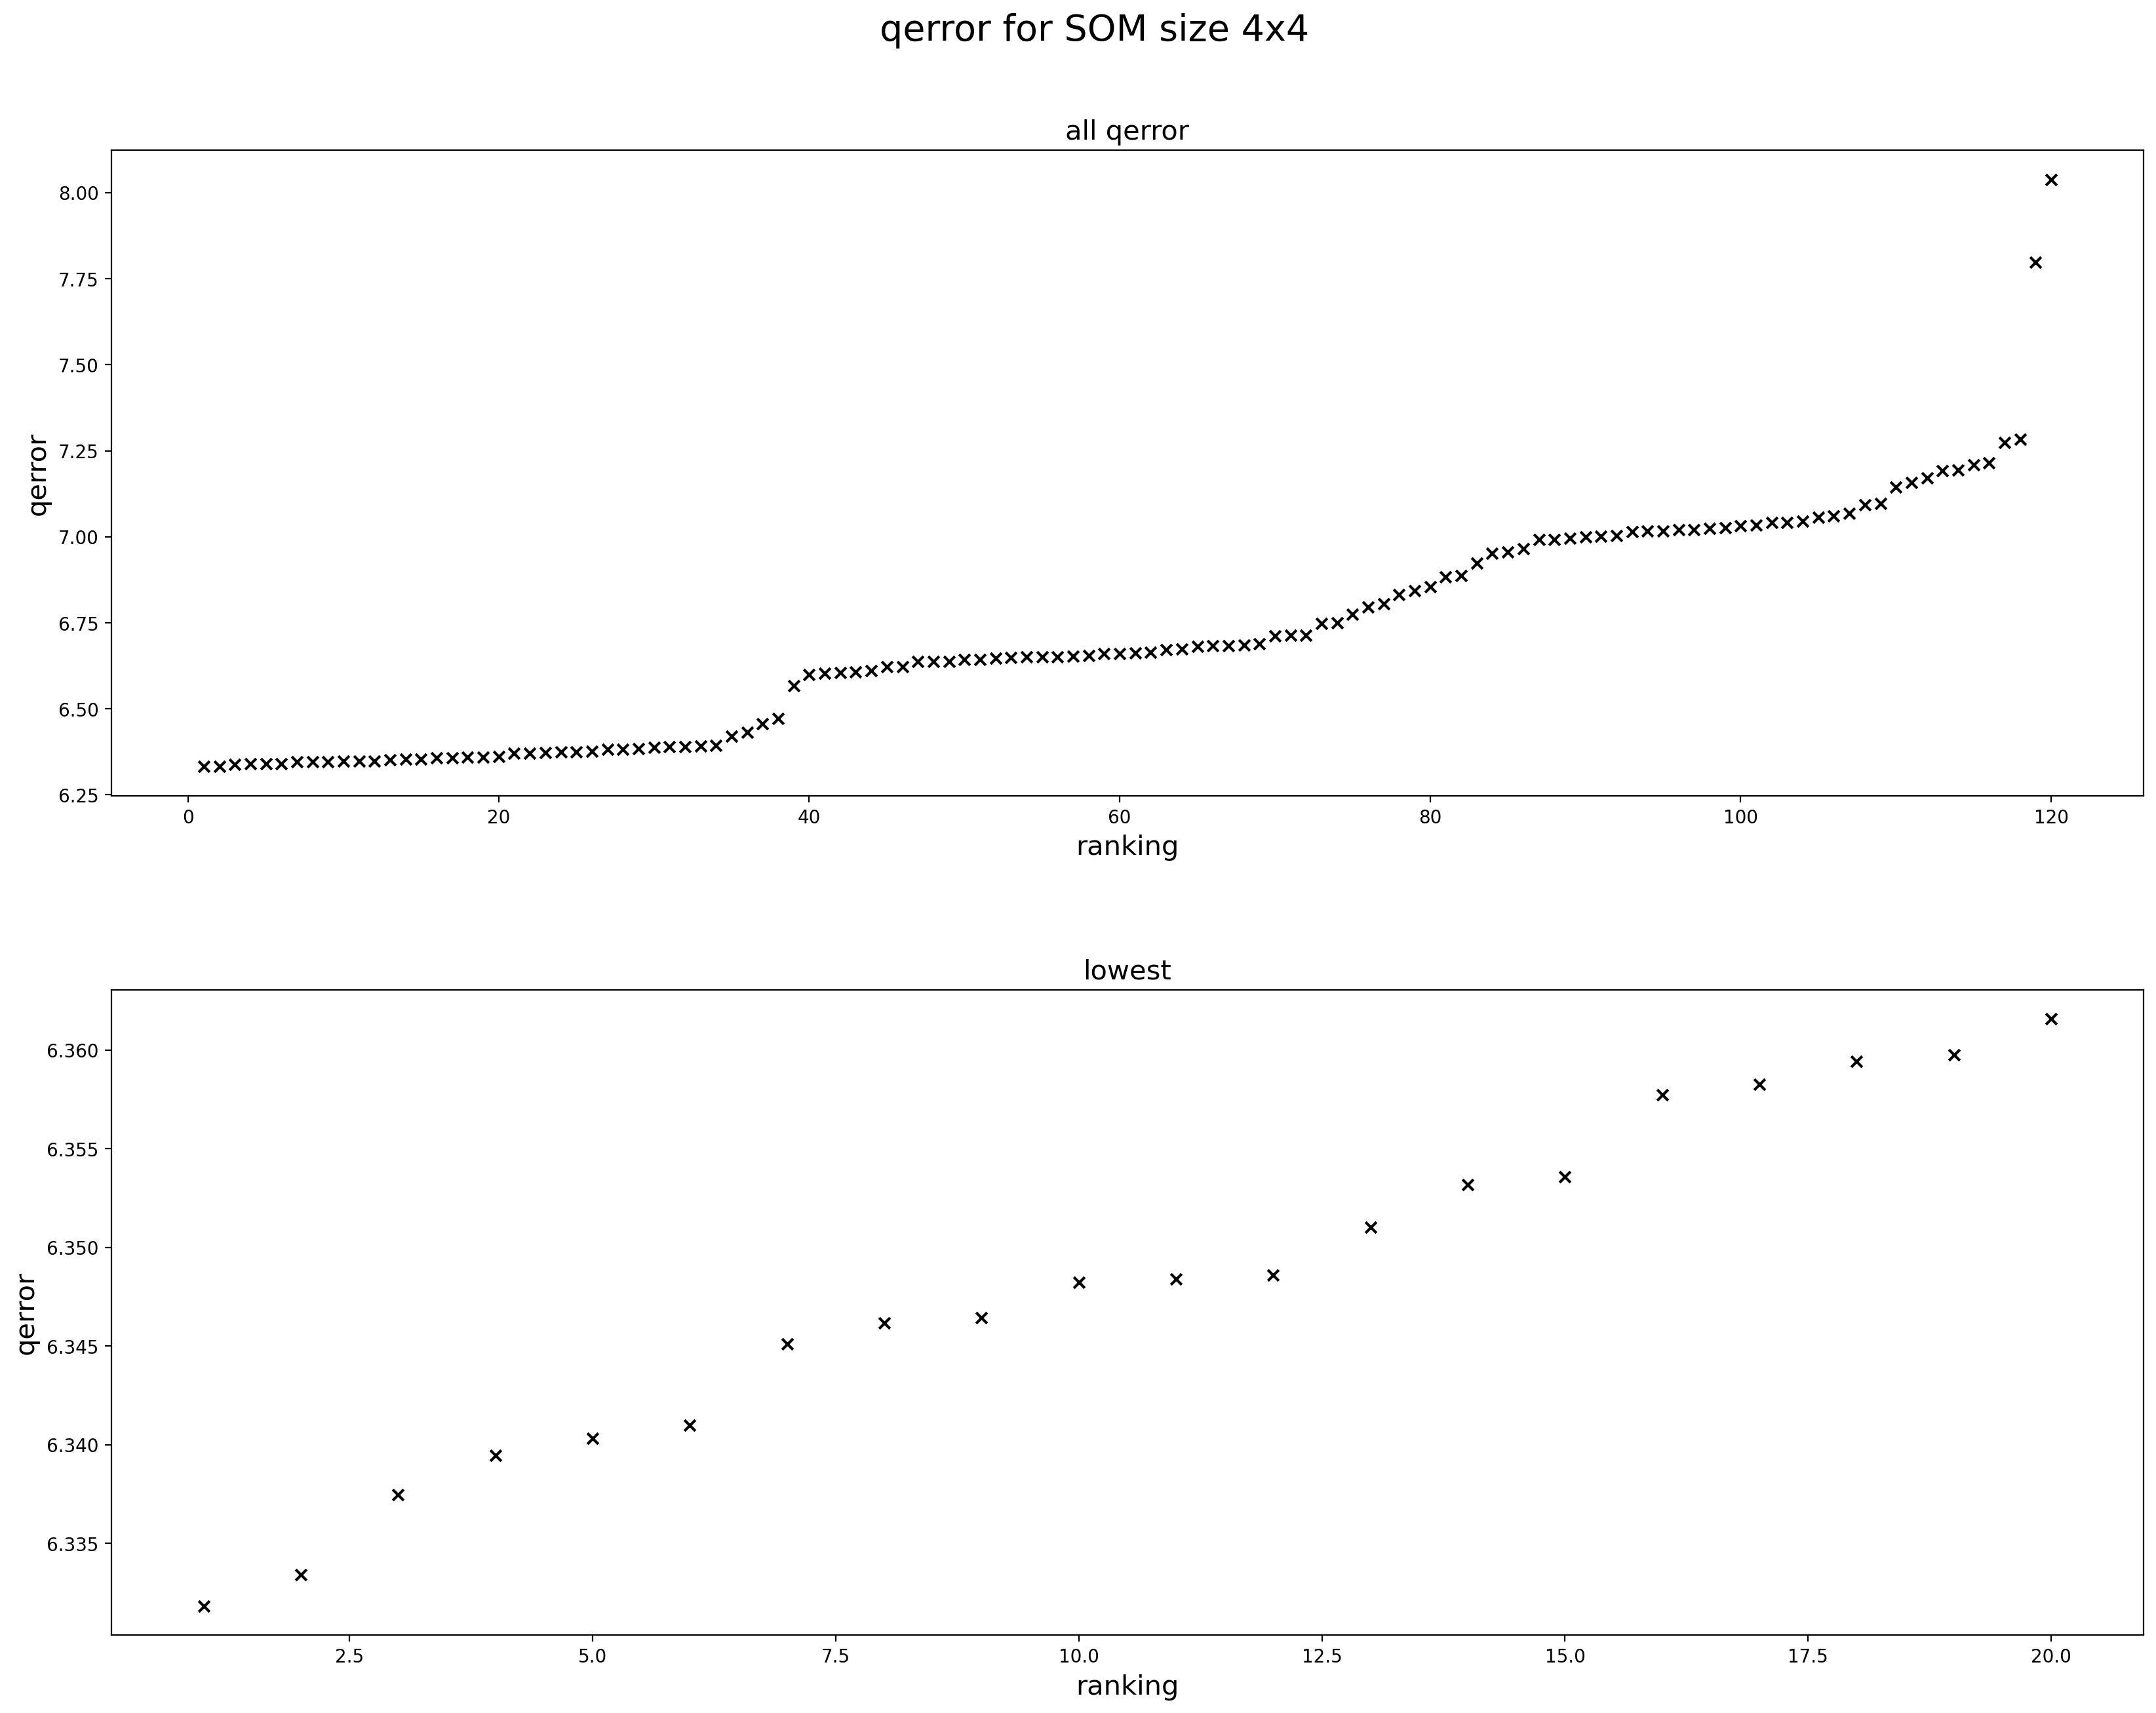 qerror for SOM size 4x4
all qerror
8.00
7.75
7.50
7.25
7.00
6.75
6.50
6.25
qerror
0 20 40 60 80 100 120
ranking
lowest
6.360
6.355
6.350
6.345
6.340
6.335
qerror
2.5 5.0 7.5 10.0 12.5 15.0 17.5 20.0
ranking